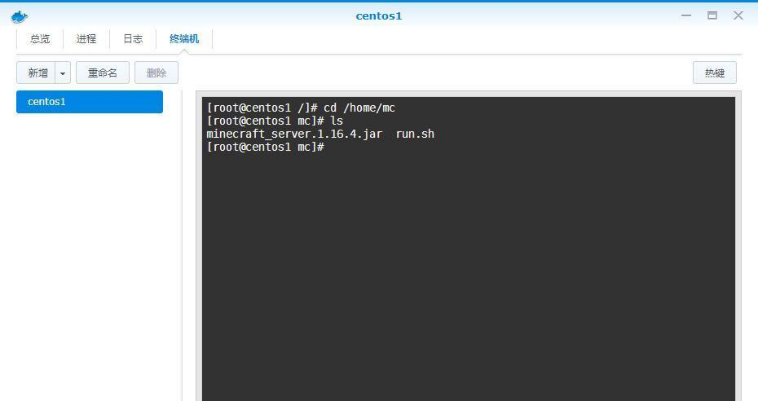 centos1
总览 进程 日志 终端机
新增 重命名 删除 热键
centos1
[root@centos1 /]# cd /home/mc
[root@centos1 mc]# ls
minecraft_server.1.16.4.jar  run.sh
[root@centos1 mc]#